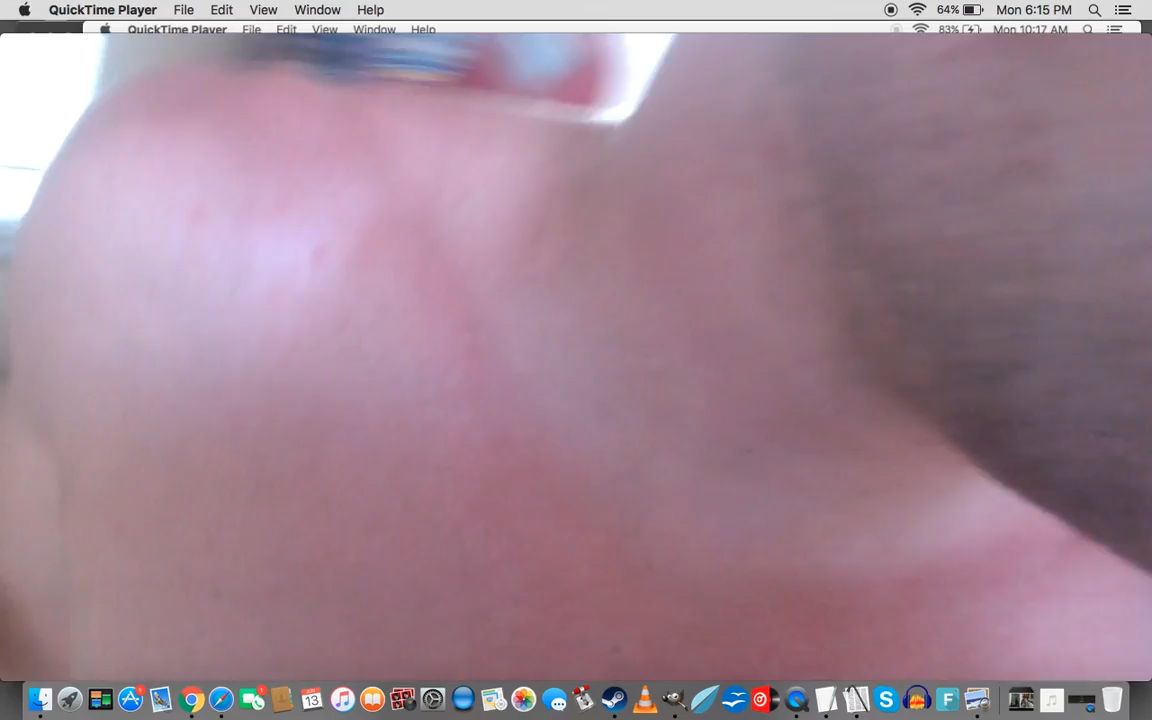 QuickTime Player File Edit View Window Help 64% Mon 6:15 PM
QuickTime Player File Edit View Window Help 83% Mon 10:17 AM
13